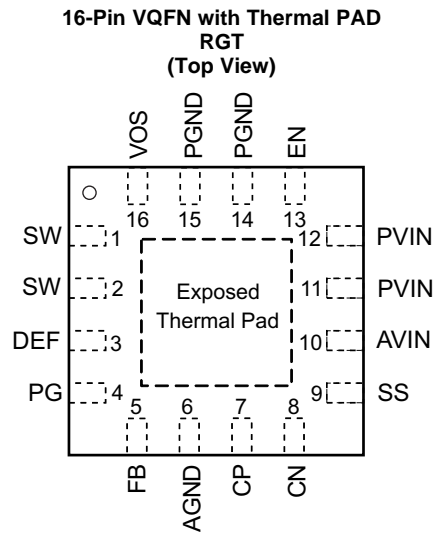 16-Pin VQFN with Thermal PAD
RGT
(Top View)
VOS
PGND
PGND
EN
16
15
14
13
SW 1
12 PVIN
SW 2
11 PVIN
Exposed
Thermal Pad
DEF 3
10 AVIN
PG 4
9 SS
5
6
7
8
FB
AGND
CP
CN